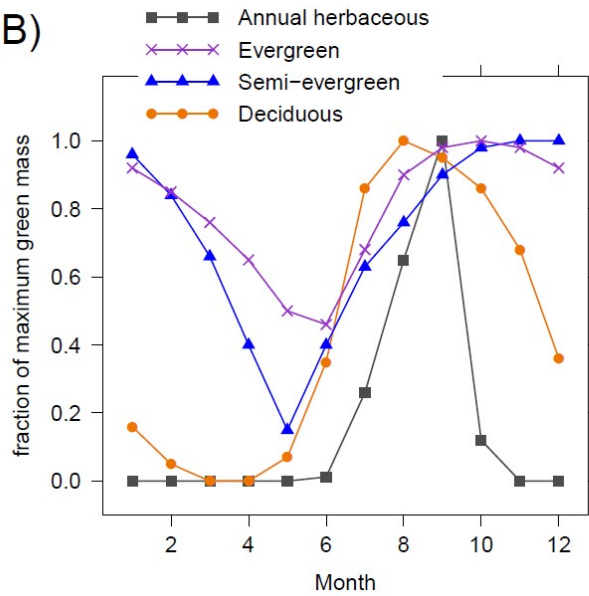 B)
Annual herbaceous
Evergreen
Semi−evergreen
Deciduous
fraction of maximum green mass
1.0
0.8
0.6
0.4
0.2
0.0
2 4 6 8 10 12
Month